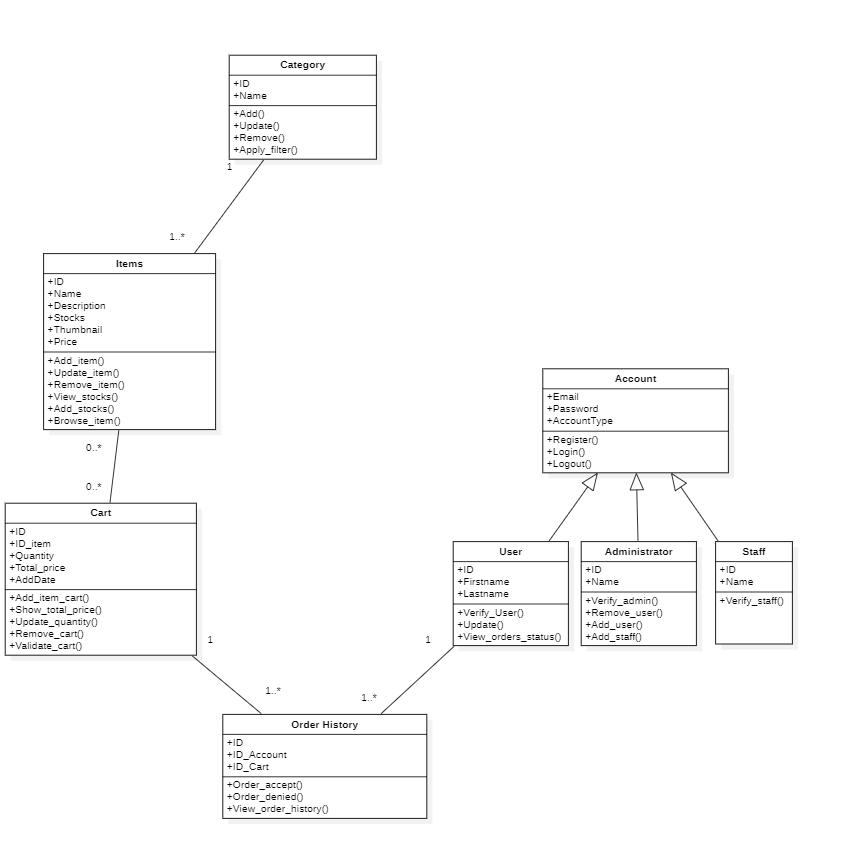 Category
+ID
+Name
+Add()
+Update()
+Remove()
+Apply_filter()
1
1..*
Items
+ID
+Name
+Description
+Stocks
+Thumbnail
+Price
+Add_item()
+Update_item()
+Remove_item()
+View_stocks()
+Add_stocks()
+Browse_item()
0..*
0..*
Cart
+ID
+ID_item
+Quantity
+Total_price
+AddDate
+Add_item_cart()
+Show_total_price()
+Update_quantity()
+Remove_cart()
+Validate_cart()
1
1..*
Account
+Email
+Password
+AccountType
+Register()
+Login()
+Logout()
User
+ID
+Firstname
+Lastname
+Verify_User()
+Update()
+View_orders_status()
Administrator
+ID
+Name
+Verify_admin()
+Remove_user()
+Add_user()
+Add_staff()
Staff
+ID
+Name
+Verify_staff()
1
1..*
Order History
+ID
+ID_Account
+ID_Cart
+Order_accept()
+Order_denied()
+View_order_history()